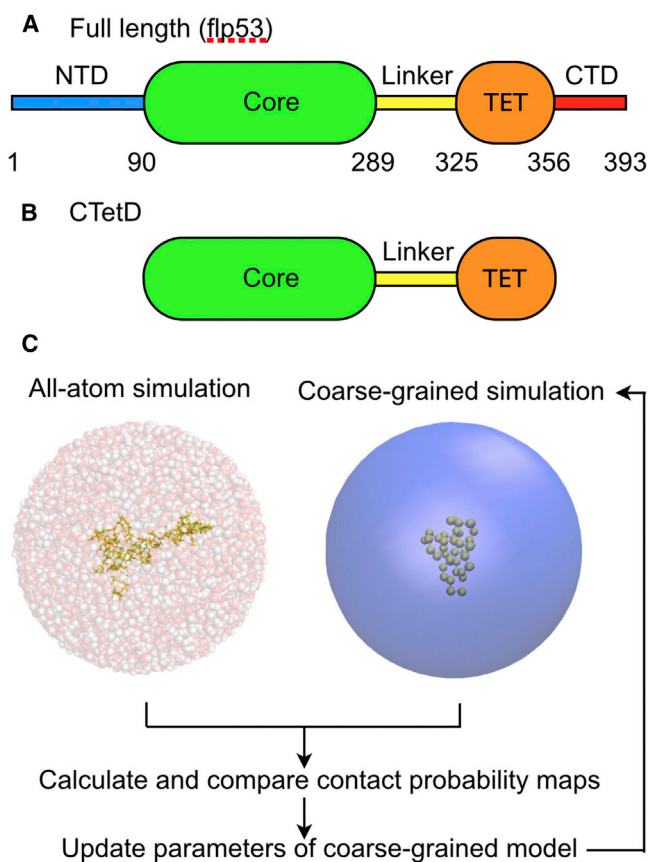 A Full length (flp53)
NTD Core Linker TET CTD
1 90 289 325 356 393
B CTetD
Core Linker TET
C
All-atom simulation Coarse-grained simulation
Calculate and compare contact probability maps
Update parameters of coarse-grained model